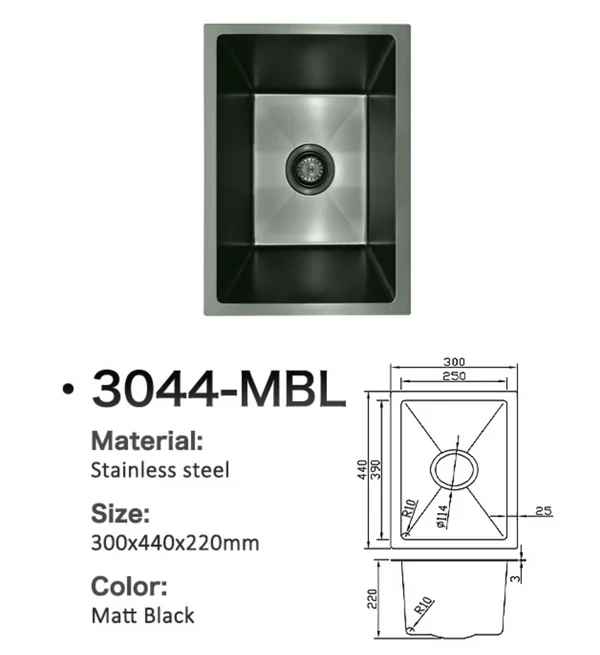 • 3044-MBL
Material:
Stainless steel
Size:
300x440x220mm
Color:
Matt Black
300
250
440
390
R10
ø114
25
3
220
R10